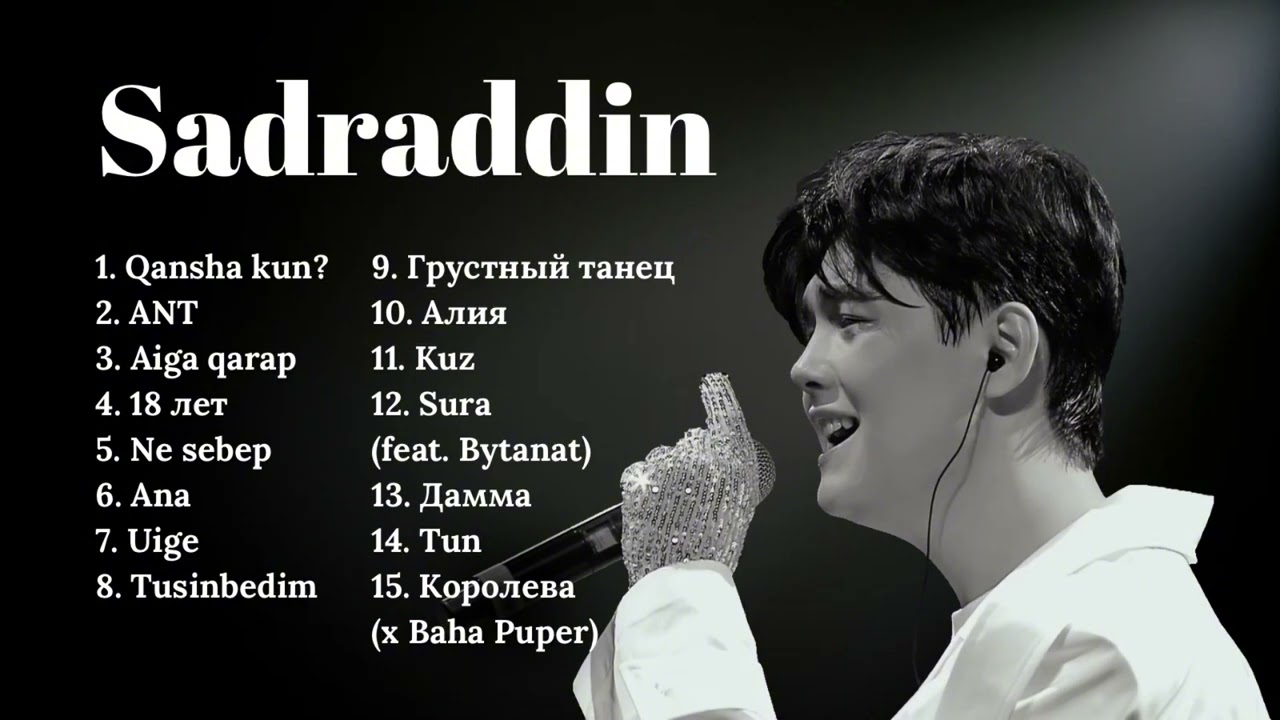 Sadraddin
1. Qansha kun?
2. ANT
3. Aiga qarap
4. 18 лет
5. Ne sebep
6. Ana
7. Uige
8. Tusinbedim
9. Грустный танец
10. Алия
11. Kuz
12. Sura
(feat. Bytanat)
13. Дамма
14. Tun
15. Королева
(x Baha Puper)